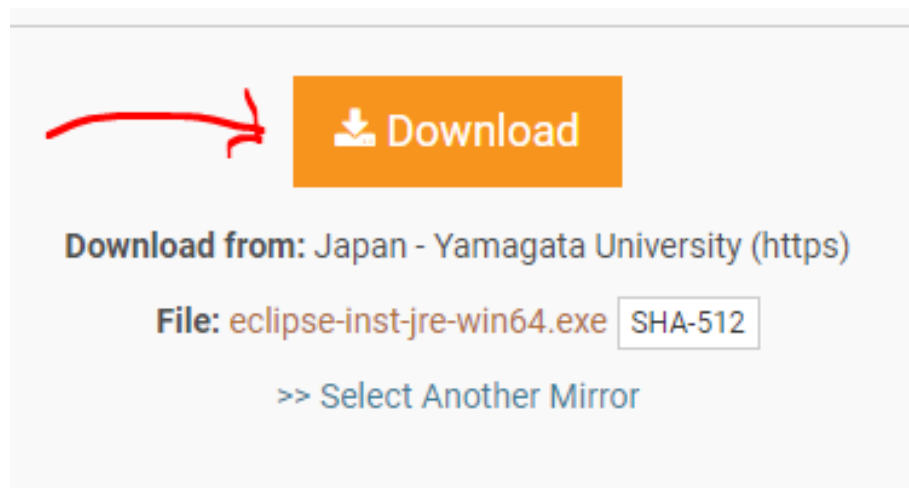 Download
Download from: Japan - Yamagata University (https)
File: eclipse-inst-jre-win64.exe SHA-512
>> Select Another Mirror